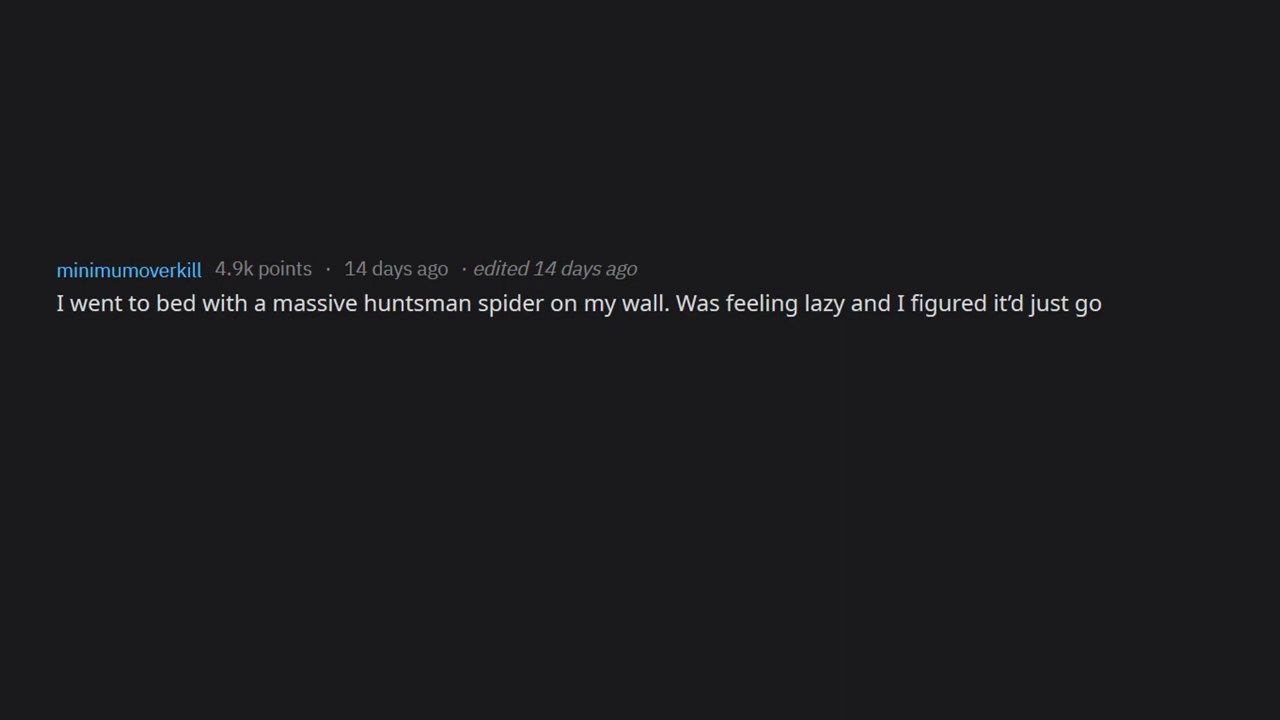 minimumoverkill 4.9k points · 14 days ago · edited 14 days ago
I went to bed with a massive huntsman spider on my wall. Was feeling lazy and I figured it’d just go